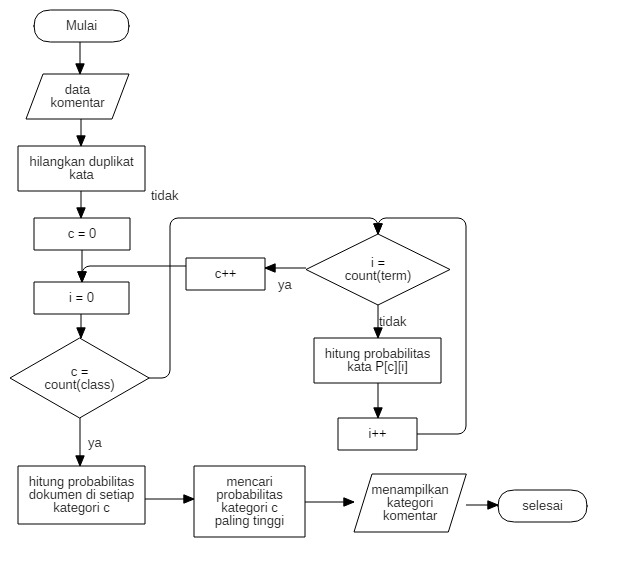 Mulai
data
komentar
hilangkan duplikat
kata
tidak
c = 0
i = 0
c++
ya
i =
count(term)
tidak
hitung probabilitas
kata P[c][i]
i++
c =
count(class)
ya
hitung probabilitas
dokumen di setiap
kategori c
mencari
probabilitas
kategori c
paling tinggi
menampilkan
kategori
komentar
selesai